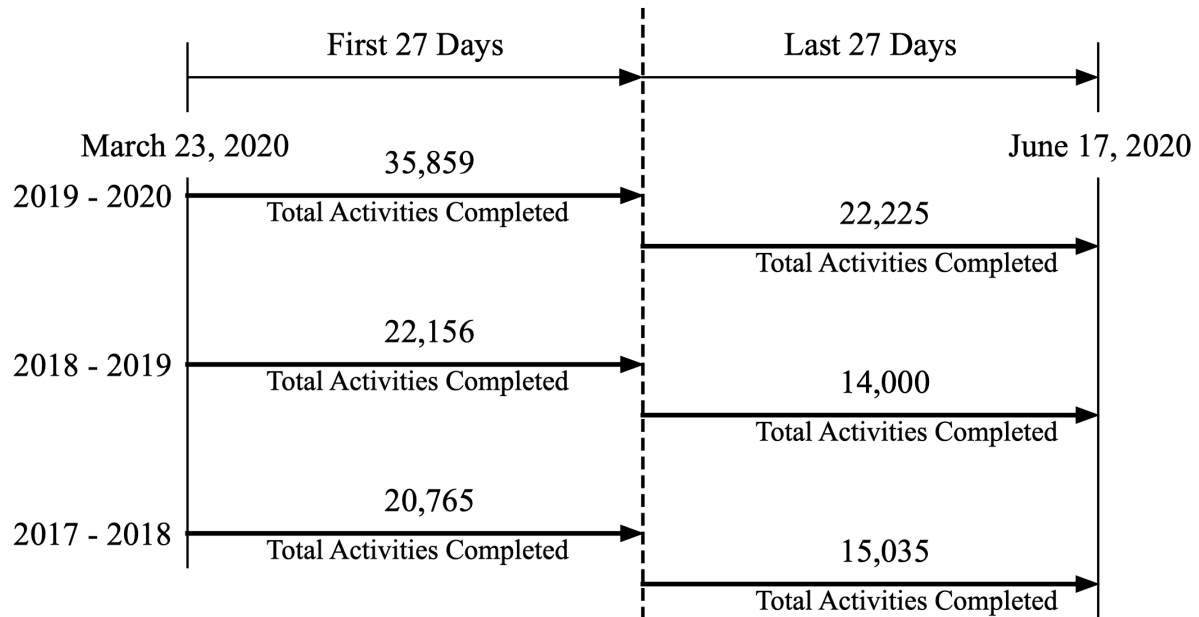 First 27 Days
Last 27 Days
March 23, 2020
June 17, 2020
2019 - 2020
35,859
Total Activities Completed
22,225
Total Activities Completed
2018 - 2019
22,156
Total Activities Completed
14,000
Total Activities Completed
2017 - 2018
20,765
Total Activities Completed
15,035
Total Activities Completed